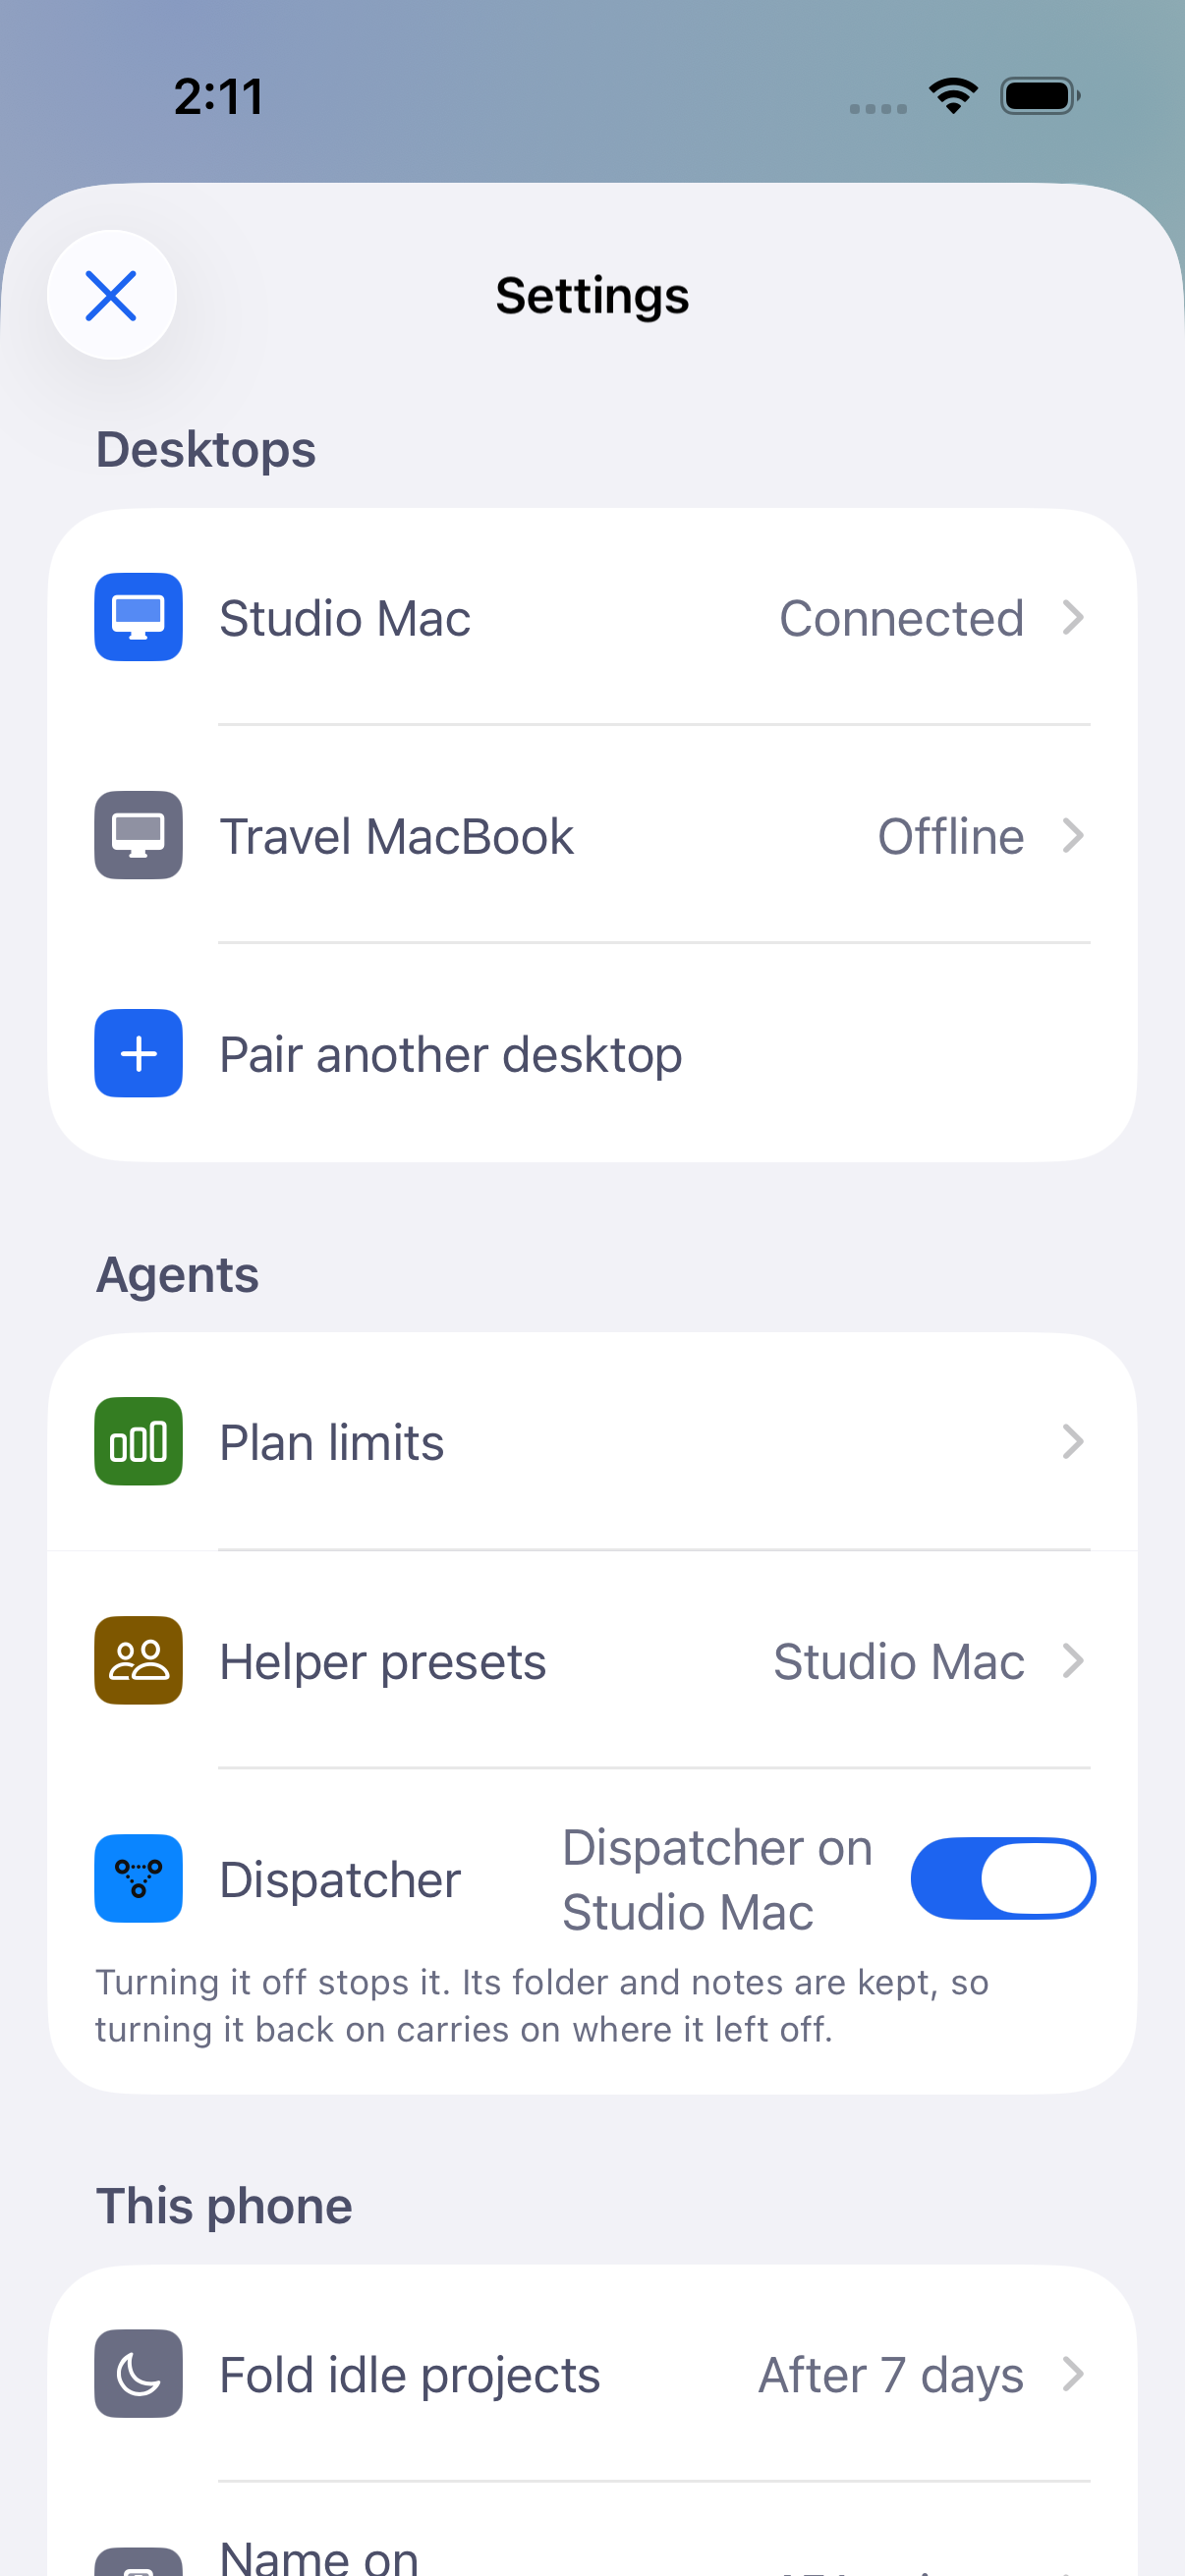 2:11
Settings
Desktops
Studio Mac Connected
Travel MacBook Offline
Pair another desktop
Agents
Plan limits
Helper presets Studio Mac
Dispatcher
Dispatcher on
Studio Mac
Turning it off stops it. Its folder and notes are kept, so
turning it back on carries on where it left off.
This phone
Fold idle projects After 7 days
Name on